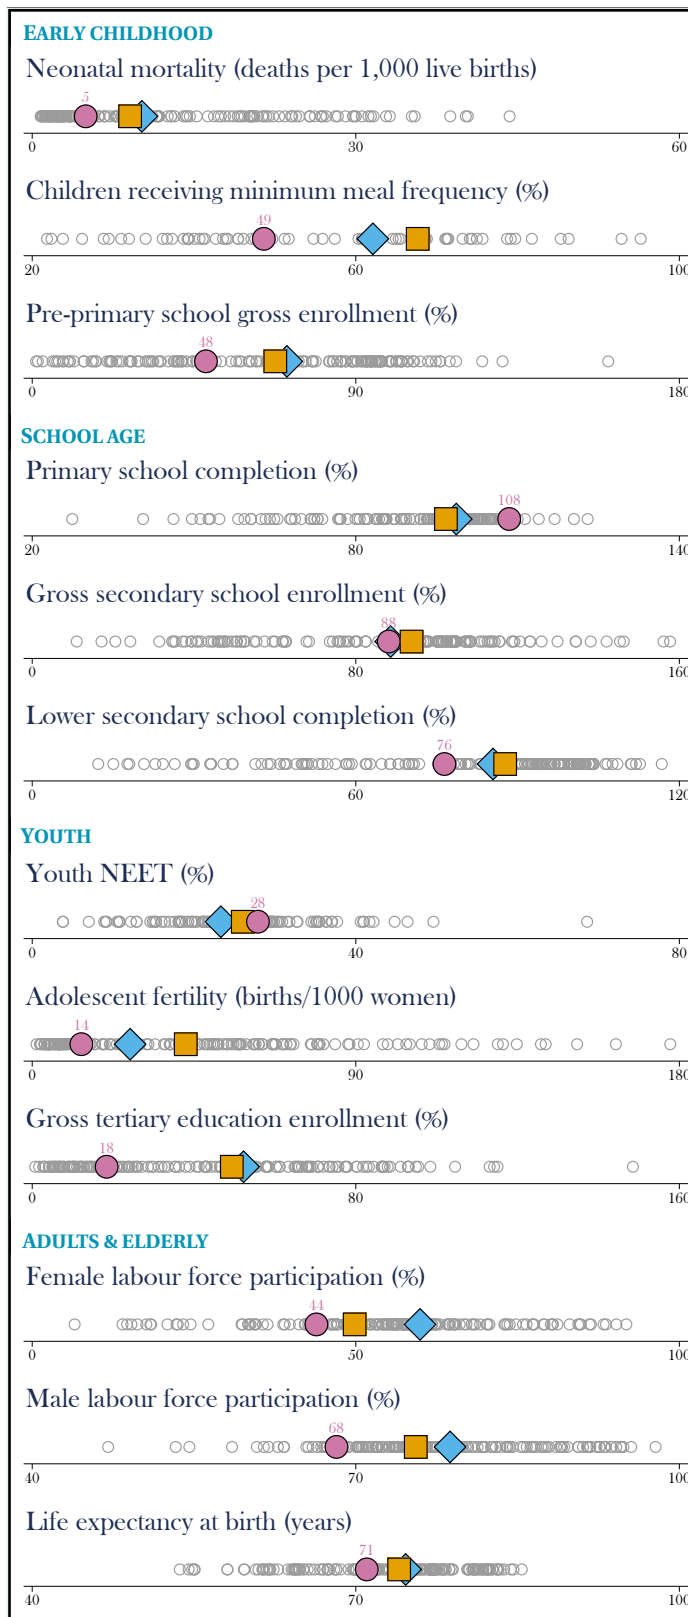 EARLY CHILDHOOD
Neonatal mortality (deaths per 1,000 live births)
5
0 30 60
Children receiving minimum meal frequency (%)
49
20 60 100
Pre-primary school gross enrollment (%)
48
0 90 180
SCHOOL AGE
Primary school completion (%)
108
20 80 140
Gross secondary school enrollment (%)
88
0 80 160
Lower secondary school completion (%)
76
0 60 120
YOUTH
Youth NEET (%)
28
0 40 80
Adolescent fertility (births/1000 women)
14
0 90 180
Gross tertiary education enrollment (%)
18
0 80 160
ADULTS & ELDERLY
Female labour force participation (%)
44
0 50 100
Male labour force participation (%)
68
40 70 100
Life expectancy at birth (years)
71
40 70 100